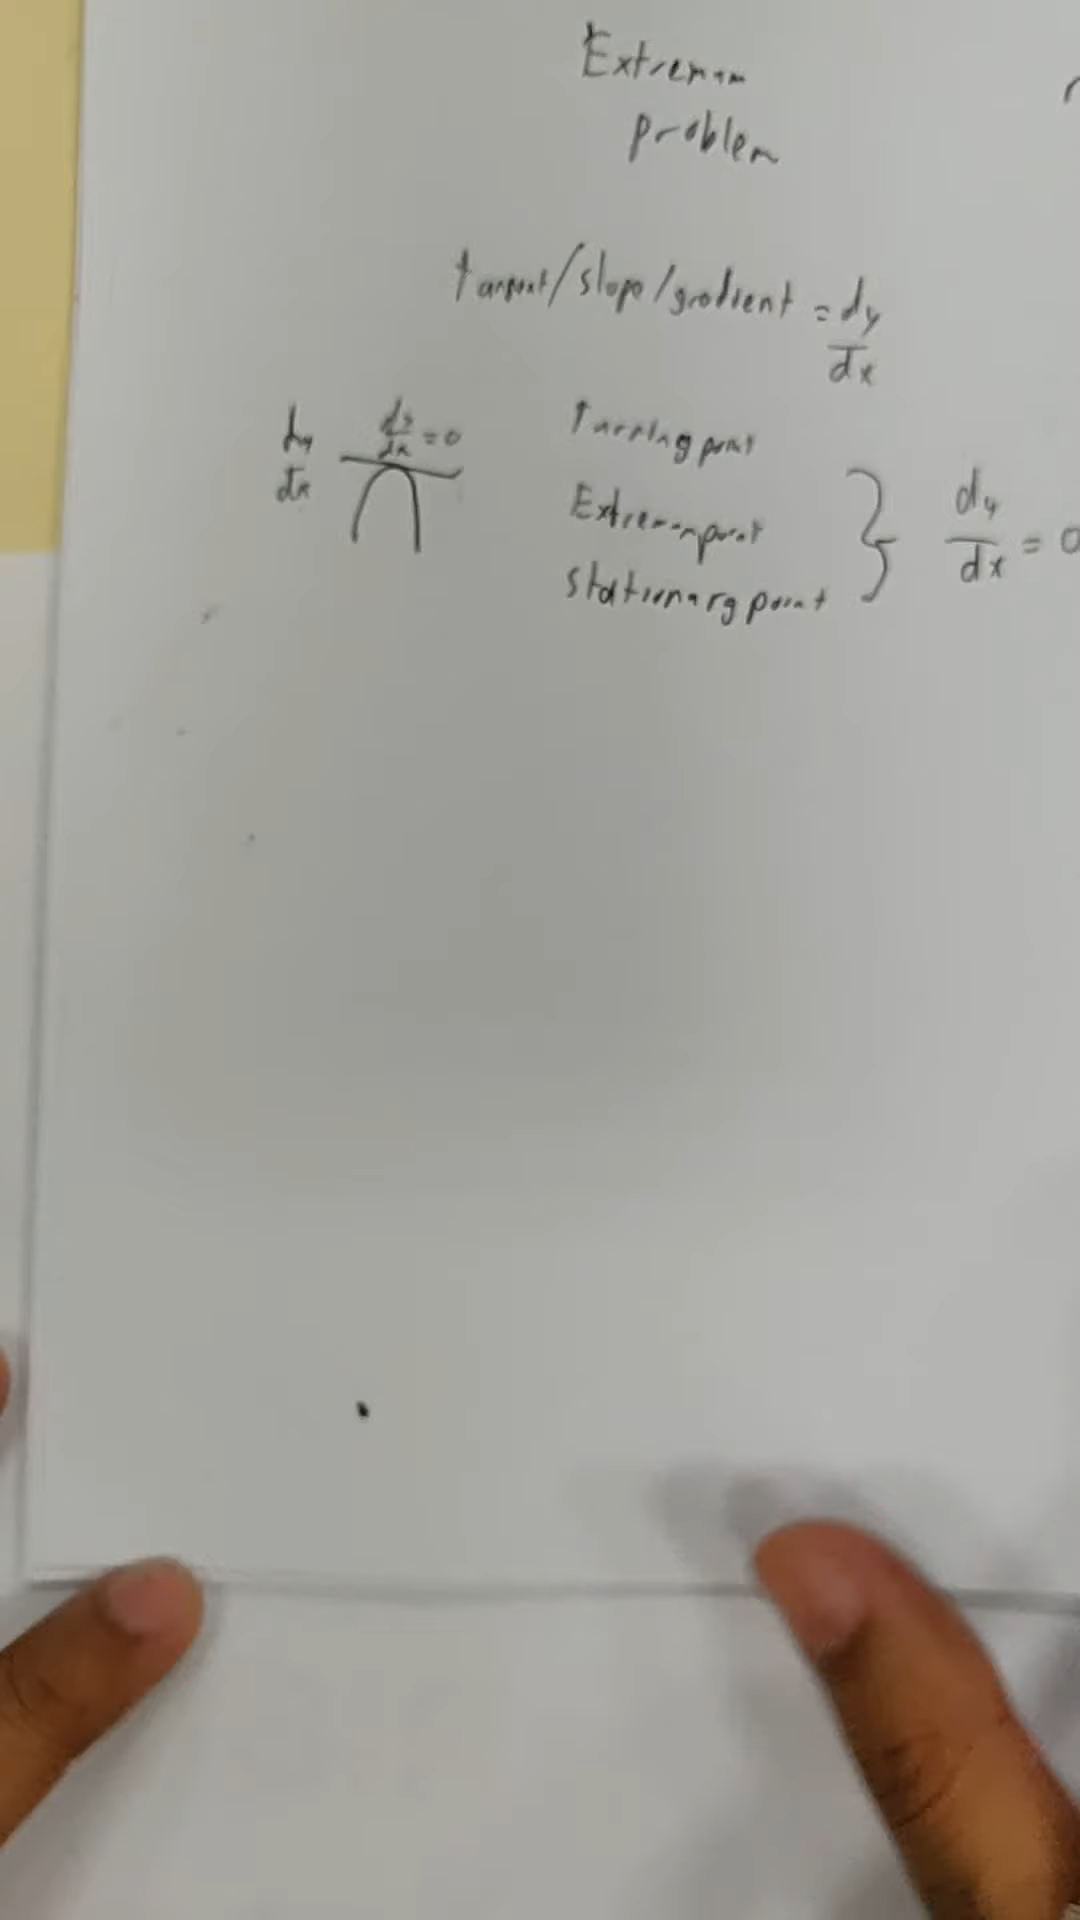 Extremum
problem
tangent/slope/gradient = dy/dx
dy/dx
dy/dx = 0
Turning point
Extremum point
stationary point
dy/dx = 0